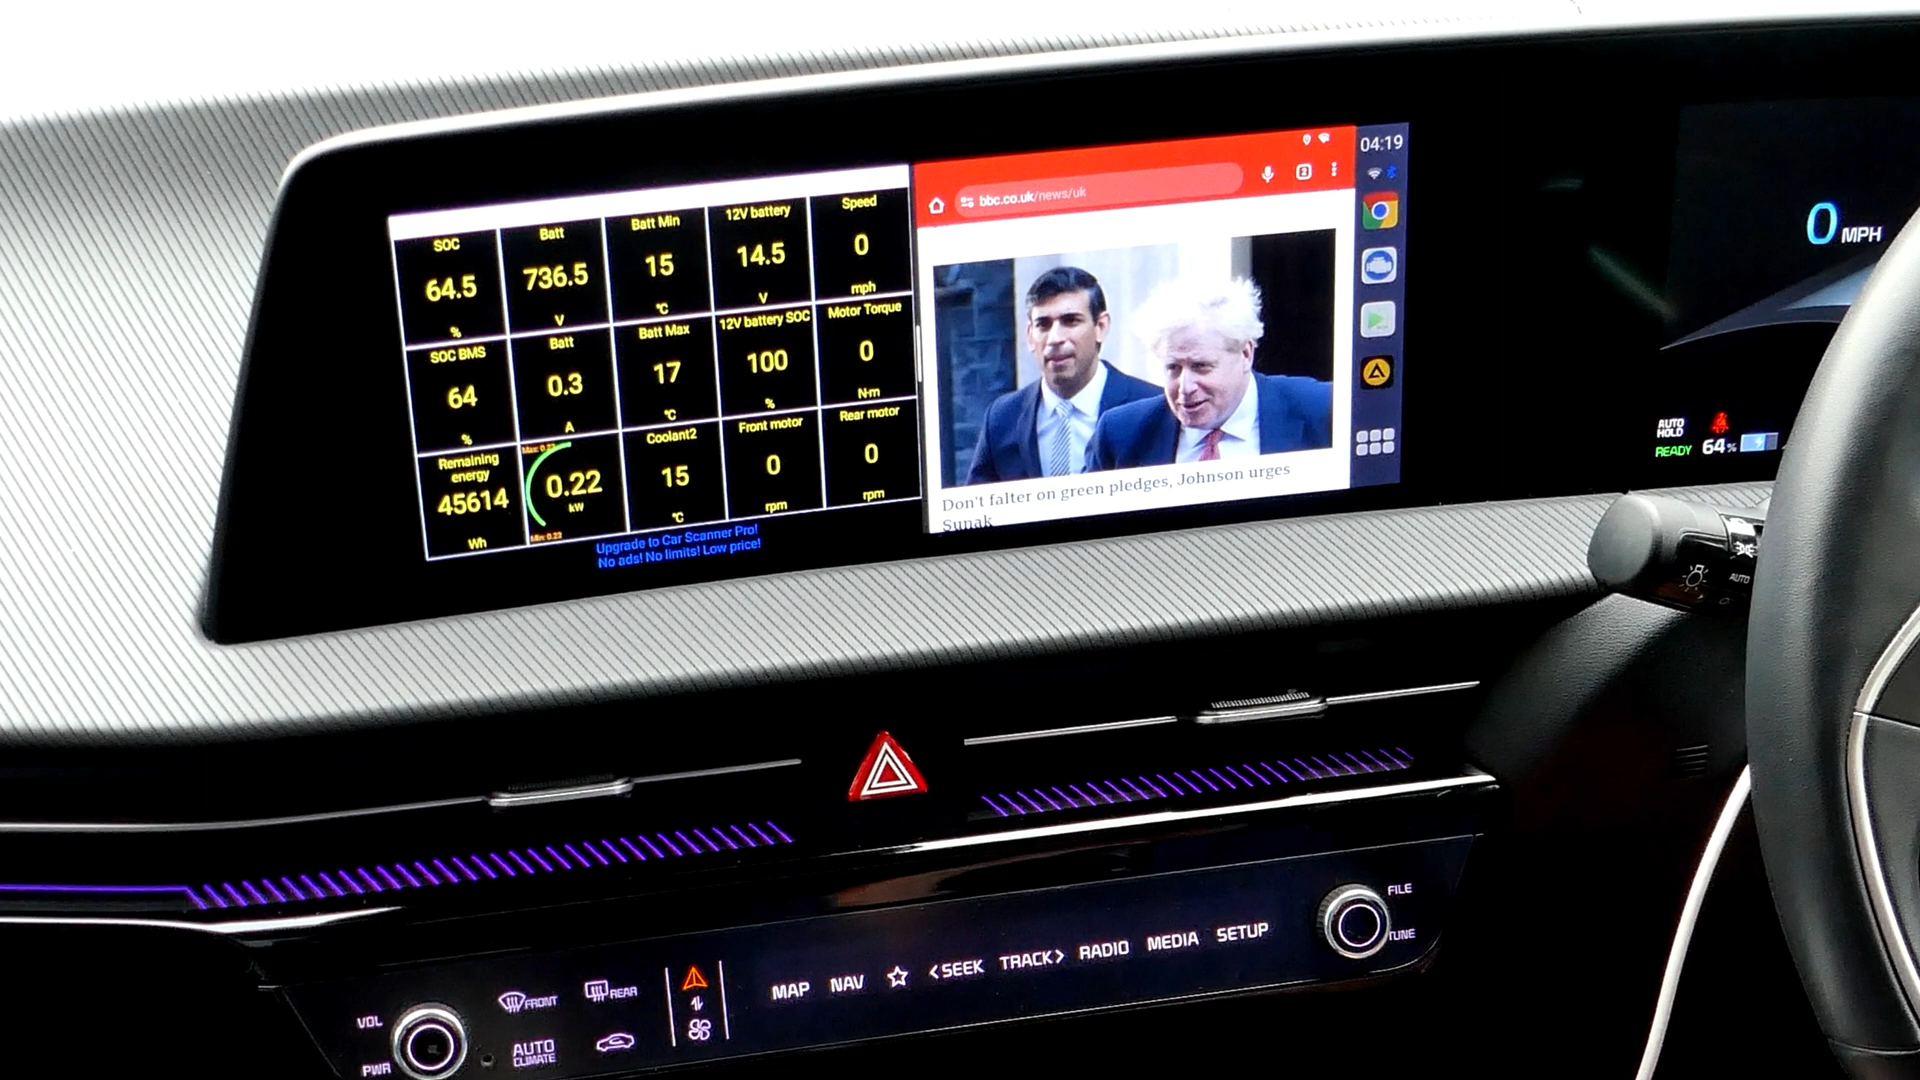 SOC
64.5
%
Batt
736.5
V
Batt Min
15
℃
12V battery
14.5
V
Speed
0
mph
SOC BMS
64
%
Batt
0.3
A
Batt Max
17
℃
12V battery SOC
100
%
Motor Torque
0
N·m
Remaining
energy
45614
Wh
0.22
kW
Coolant2
15
℃
Front motor
0
rpm
Rear motor
0
rpm
Upgrade to Car Scanner Pro!
No ads! No limits! Low price!
bbc.co.uk/news/uk
2
Don't falter on green pledges, Johnson urges
Sunak
04:19
0 MPH
AUTO
HOLD
READY
64%
AUTO
VOL
PWR
FRONT
REAR
AUTO
CLIMATE
MAP
NAV
<SEEK
TRACK>
RADIO
MEDIA
SETUP
FILE
TUNE